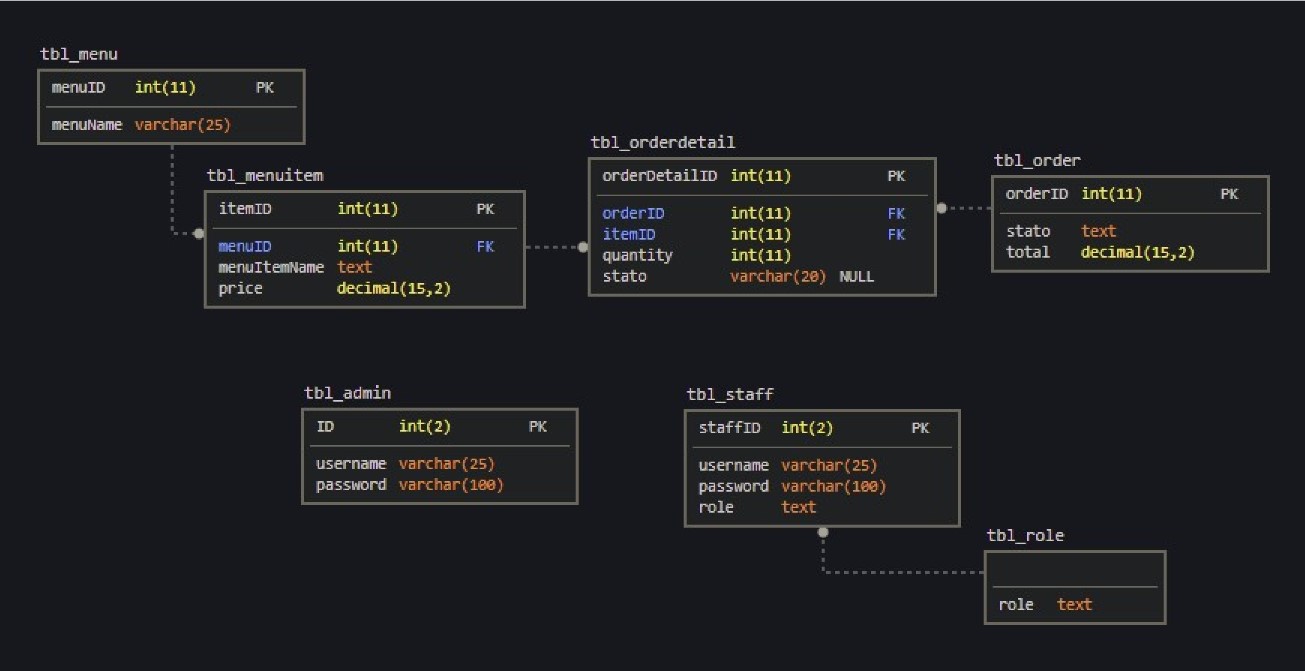 tbl_menu
menuID int(11) PK
menuName varchar(25)
tbl_menuitem
itemID int(11) PK
menuID int(11) FK
menuItemName text
price decimal(15,2)
tbl_orderdetail
orderDetailID int(11) PK
orderID int(11) FK
itemID int(11) FK
quantity int(11)
stato varchar(20) NULL
tbl_order
orderID int(11) PK
stato text
total decimal(15,2)
tbl_admin
ID int(2) PK
username varchar(25)
password varchar(100)
tbl_staff
staffID int(2) PK
username varchar(25)
password varchar(100)
role text
tbl_role
role text